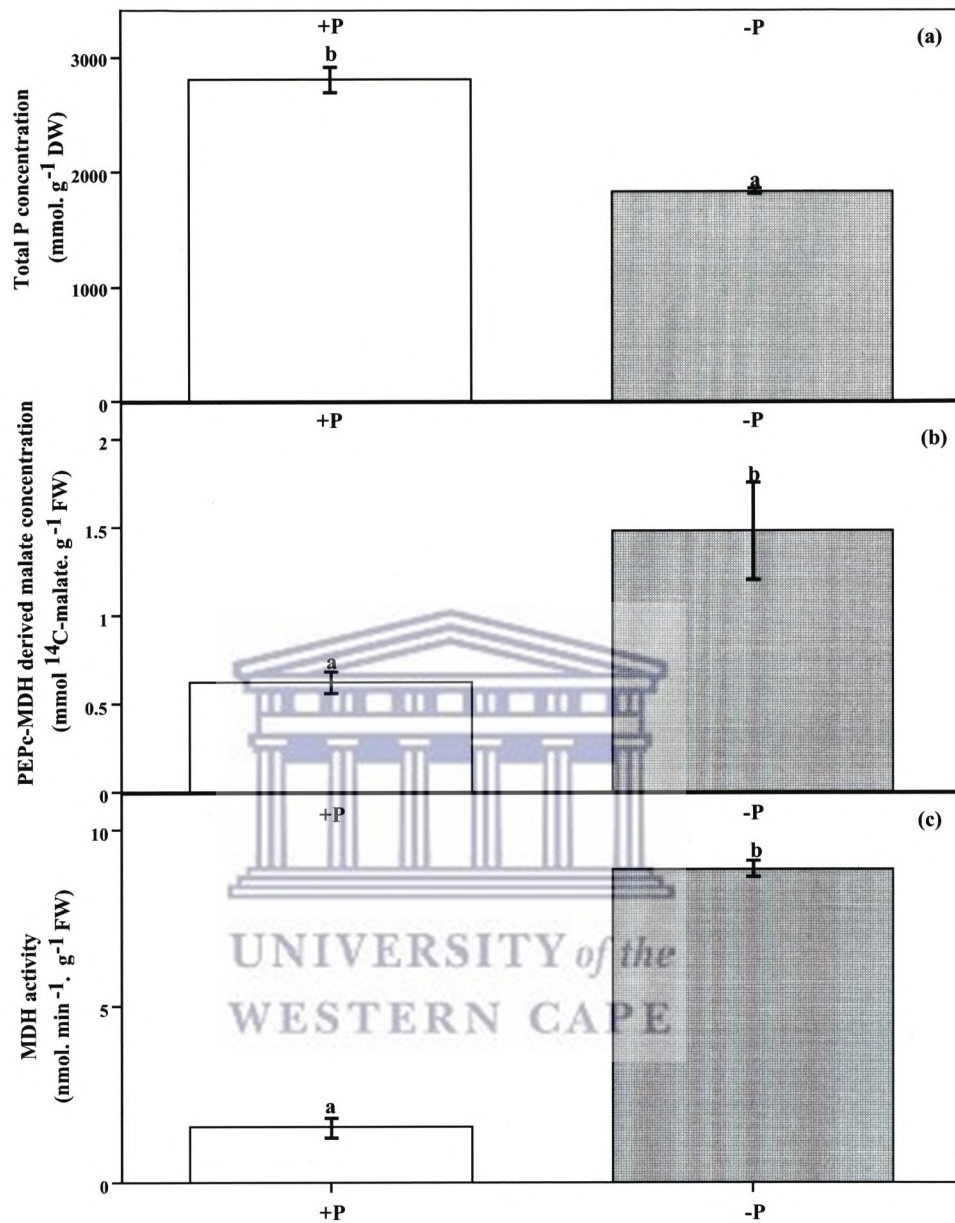 +P -P (a)
b
a
3000
2000
1000
0
Total P concentration
(mmol. g-1 DW)
+P -P (b)
b
a
2
1.5
1
0.5
0
PEPc-MDH derived malate concentration
(mmol 14C-malate. g-1 FW)
+P -P (c)
b
a
10
5
0
MDH activity
(nmol. min-1. g-1 FW)
UNIVERSITY of the
WESTERN CAPE
+P -P